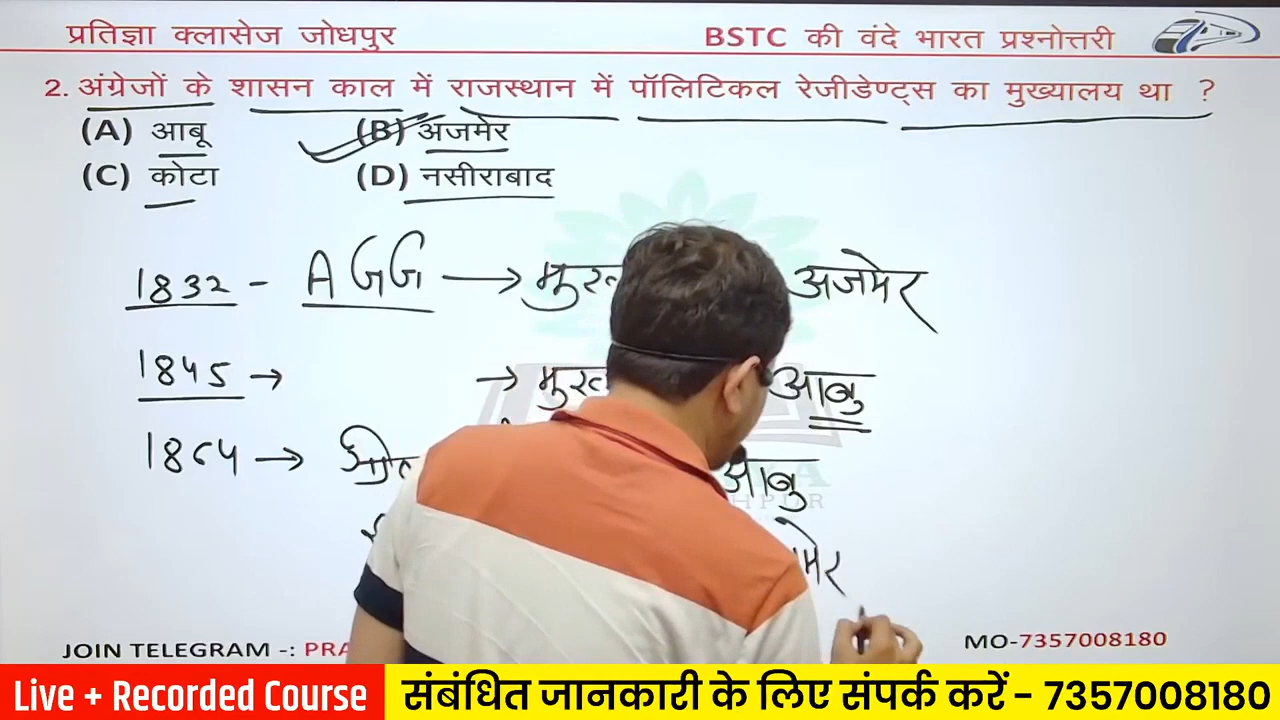 प्रतिज्ञा क्लासेज जोधपुर BSTC की वंदे भारत प्रश्नोत्तरी
2. अंग्रेजों के शासन काल में राजस्थान में पॉलिटिकल रेजीडेण्ट्स का मुख्यालय था ?
(A) आबू (B) अजमेर
(C) कोटा (D) नसीराबाद
1832 - AGG → अजमेर
1845 → → आबु
1864 → आबु
JOIN TELEGRAM -: MO-7357008180
Live + Recorded Course संबंधित जानकारी के लिए संपर्क करें - 7357008180